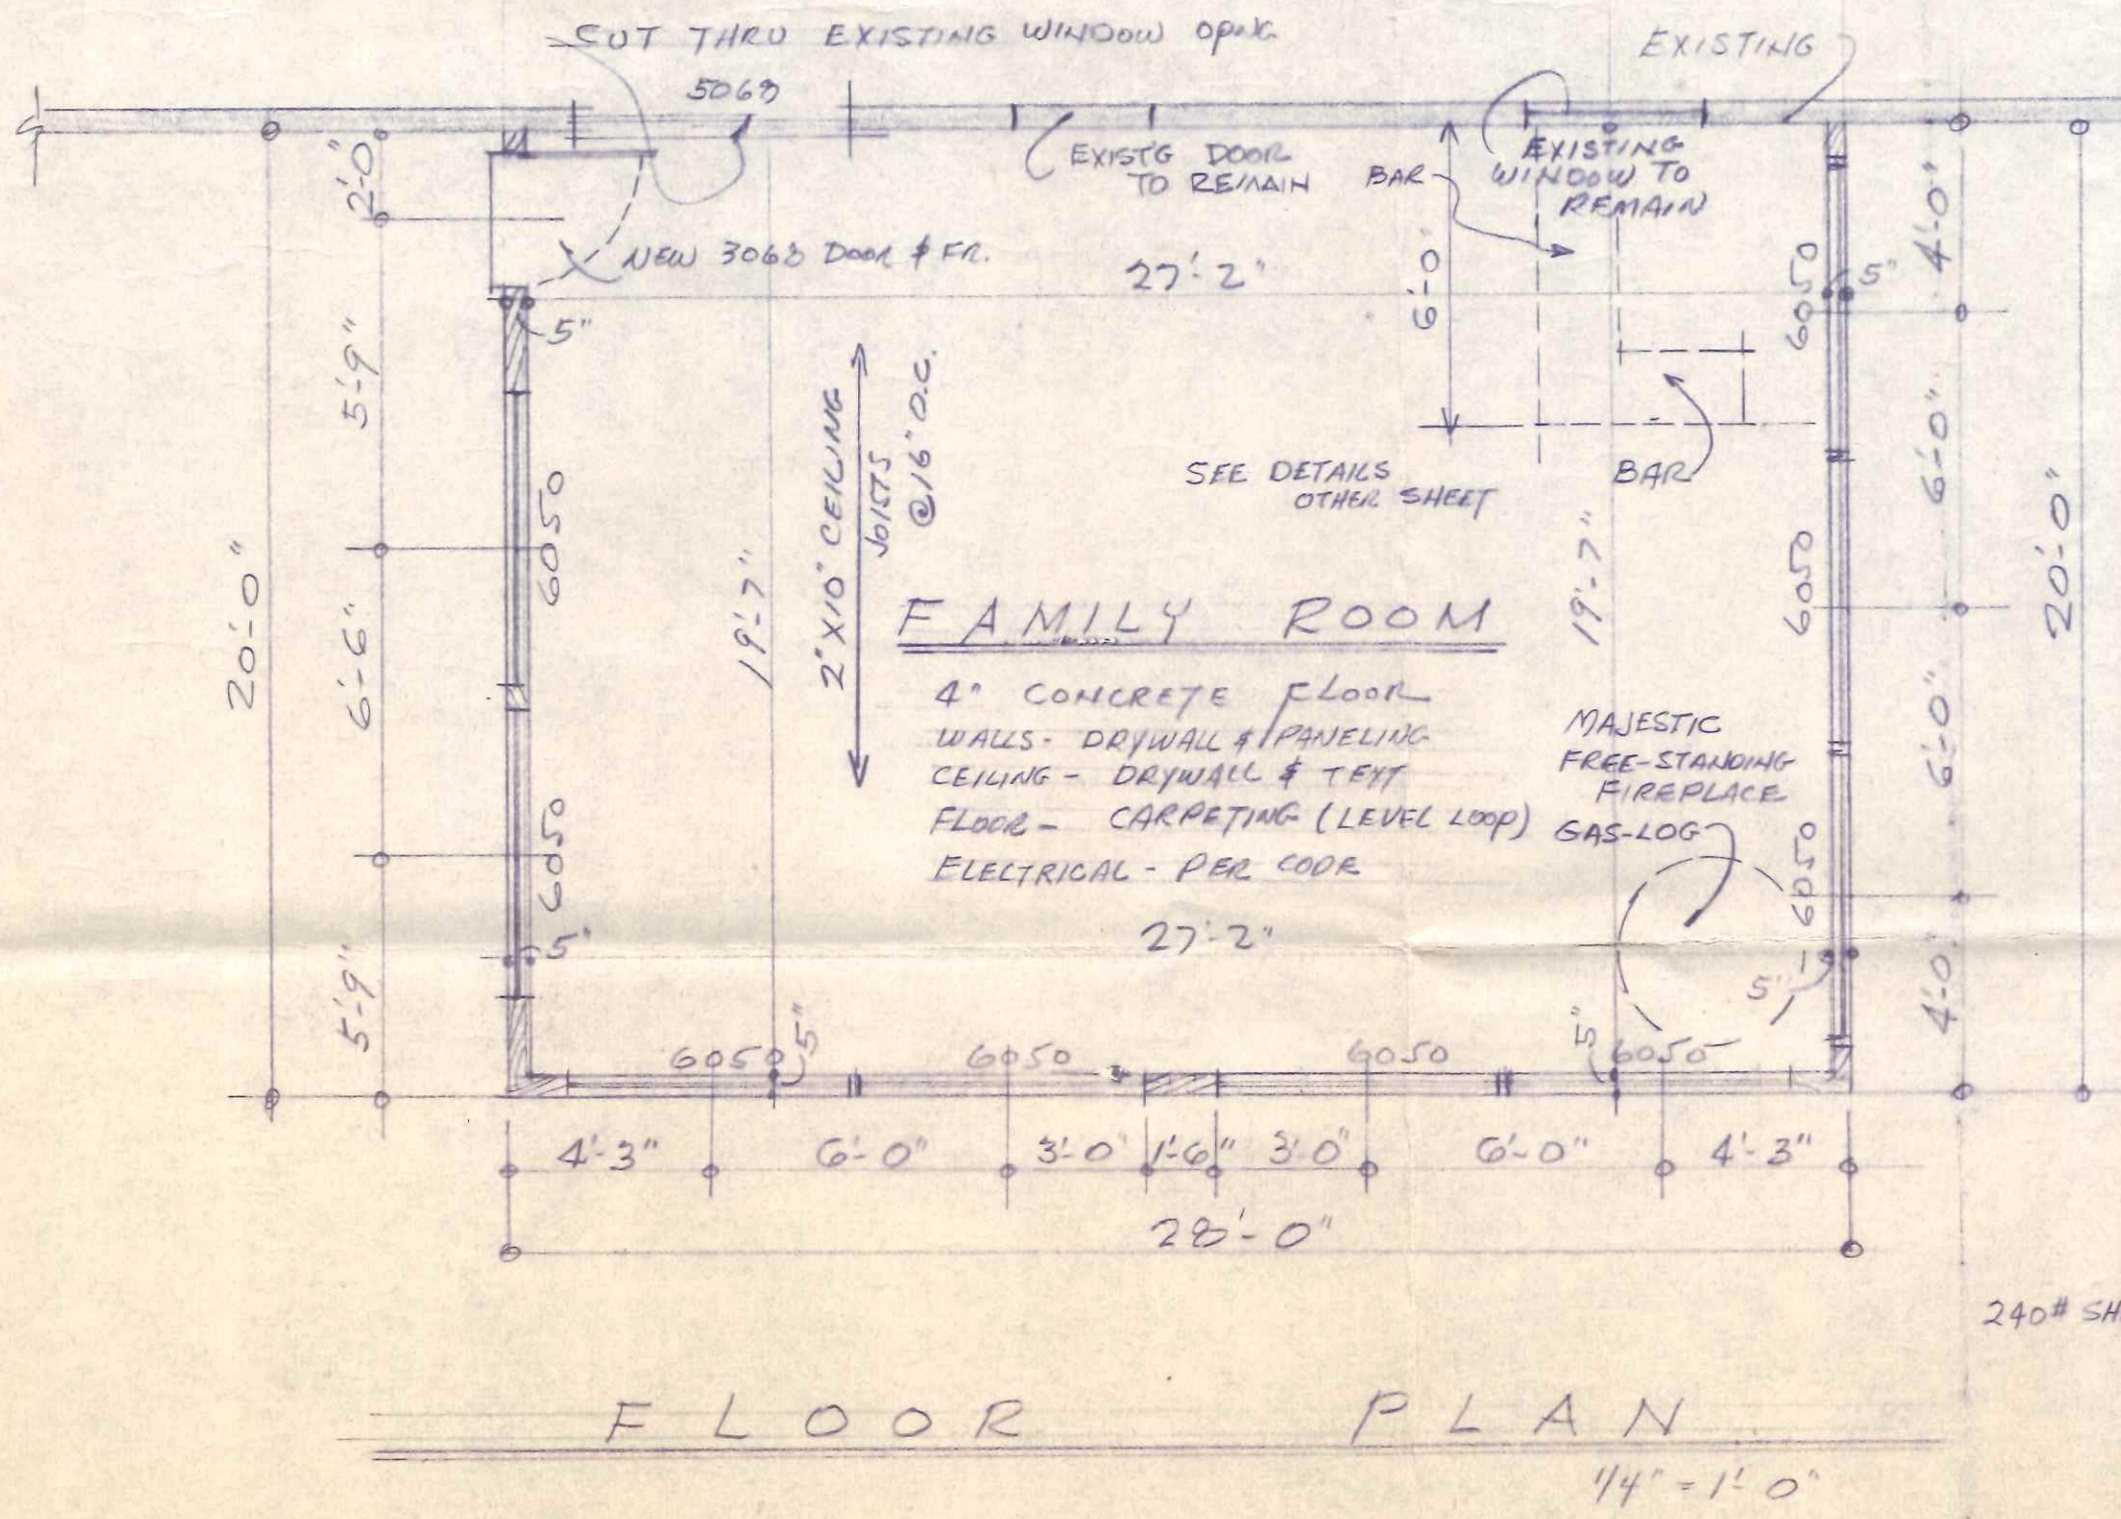 CUT THRU EXISTING WINDOW OPNG
EXISTING
5068
EXIST'G DOOR
TO REMAIN
BAR
EXISTING
WINDOW TO
REMAIN
2'-0"
NEW 3068 DOOR & FR.
27'-2"
6'-0"
6050
5"
4'-0"
5"
5'-9"
2"X10" CEILING
JOISTS
@16" O.C.
6050
SEE DETAILS
OTHER SHEET
BAR
6'-0"
20'-0"
6'-6"
19'-7"
19'-7"
6050
20'-0"
FAMILY ROOM
4" CONCRETE FLOOR
WALLS - DRYWALL & PANELING
CEILING - DRYWALL & TEXT
FLOOR - CARPETING (LEVEL LOOP)
ELECTRICAL - PER CODE
MAJESTIC
FREE-STANDING
FIREPLACE
GAS-LOG
6'-0"
6050
6050
27'-2"
5"
5'-9"
5"
4'-0"
6050
5"
6050
6050
5"
6050
4'-3"
6'-0"
3'-0"
1'-6"
3'-0"
6'-0"
4'-3"
28'-0"
240# SH
FLOOR PLAN
1/4" = 1'-0"